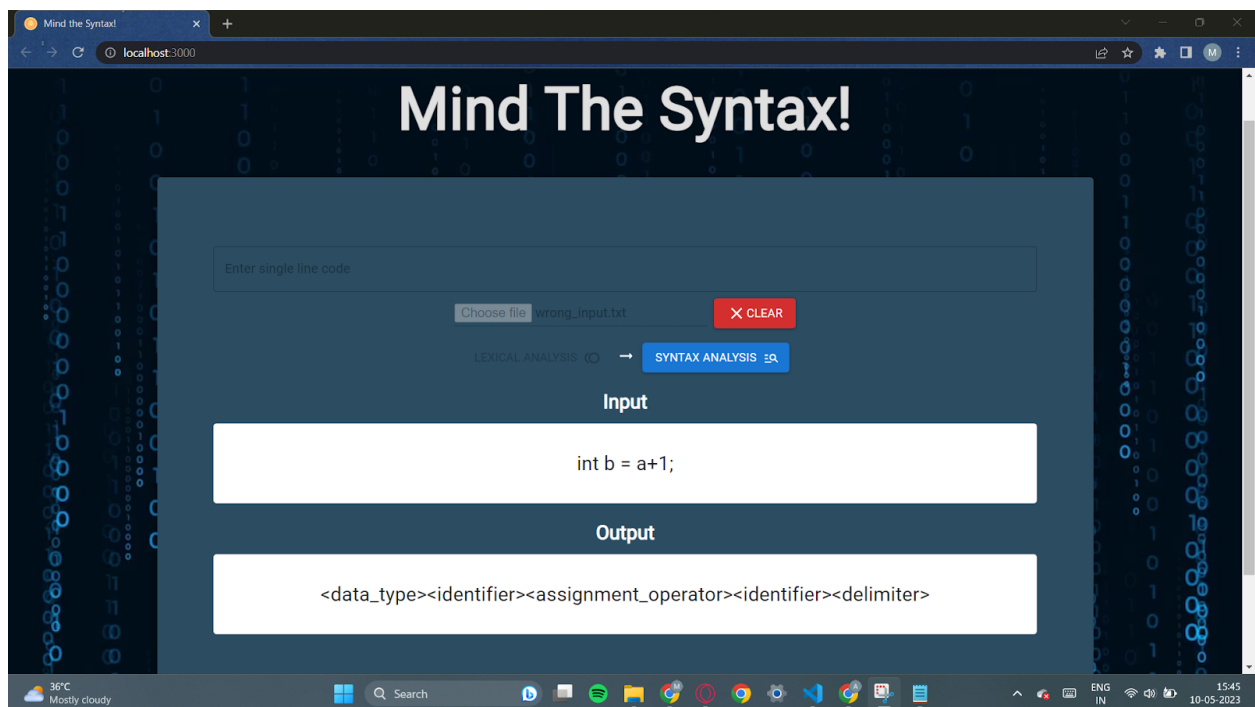 Mind the Syntax!
localhost:3000
M
Mind The Syntax!
Enter single line code
Choose file wrong_input.txt
CLEAR
LEXICAL ANALYSIS → SYNTAX ANALYSIS
Input
int b = a+1;
Output
<data_type><identifier><assignment_operator><identifier><delimiter>
36°C
Mostly cloudy
Search
ENG
IN
15:45
10-05-2023